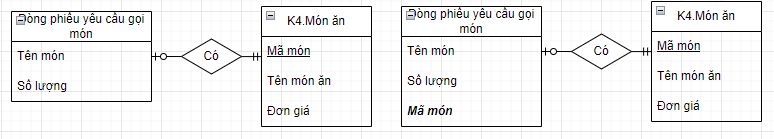 Dòng phiếu yêu cầu gọi
món
Tên món
Số lượng
Có
K4.Món ăn
Mã món
Tên món ăn
Đơn giá
Dòng phiếu yêu cầu gọi
món
Tên món
Số lượng
Mã món
Có
K4.Món ăn
Mã món
Tên món ăn
Đơn giá